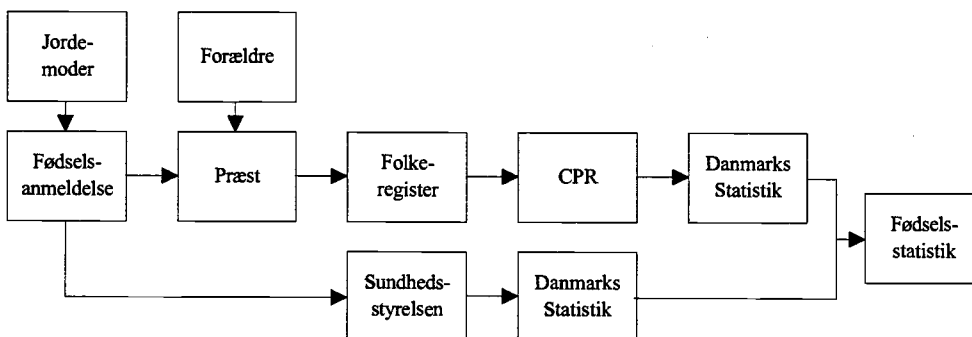 Jorde-
moder
Forældre
Fødsels-
anmeldelse
Præst
Folke-
register
CPR
Danmarks
Statistik
Fødsels-
statistik
Sundheds-
styrelsen
Danmarks
Statistik